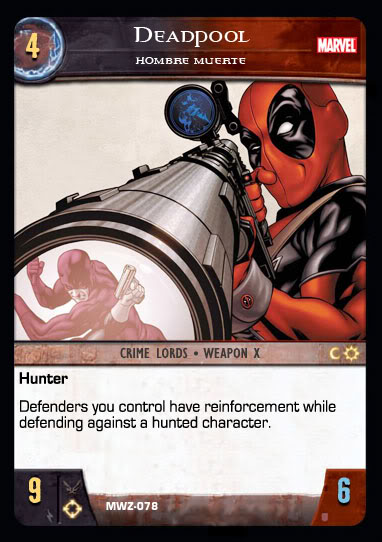 4
DEADPOOL
HOMBRE MUERTE
MARVEL
CRIME LORDS • WEAPON X
Hunter
Defenders you control have reinforcement while
defending against a hunted character.
9
MWZ-078
6